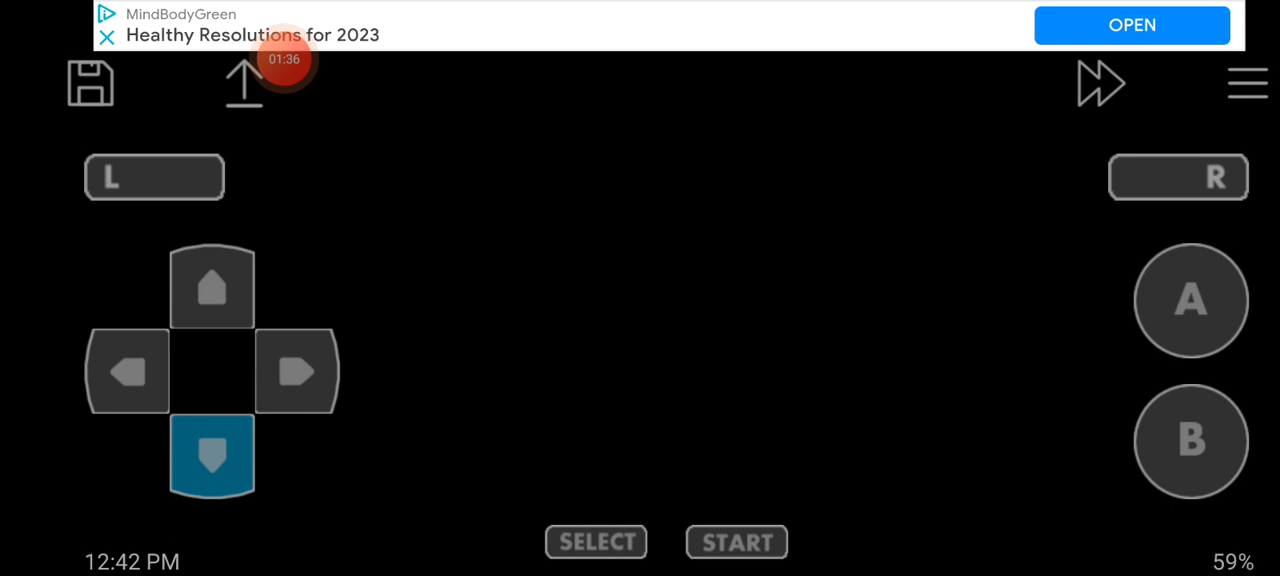 MindBodyGreen
Healthy Resolutions for 2023
OPEN
01:36
L
R
A
B
SELECT
START
12:42 PM
59%